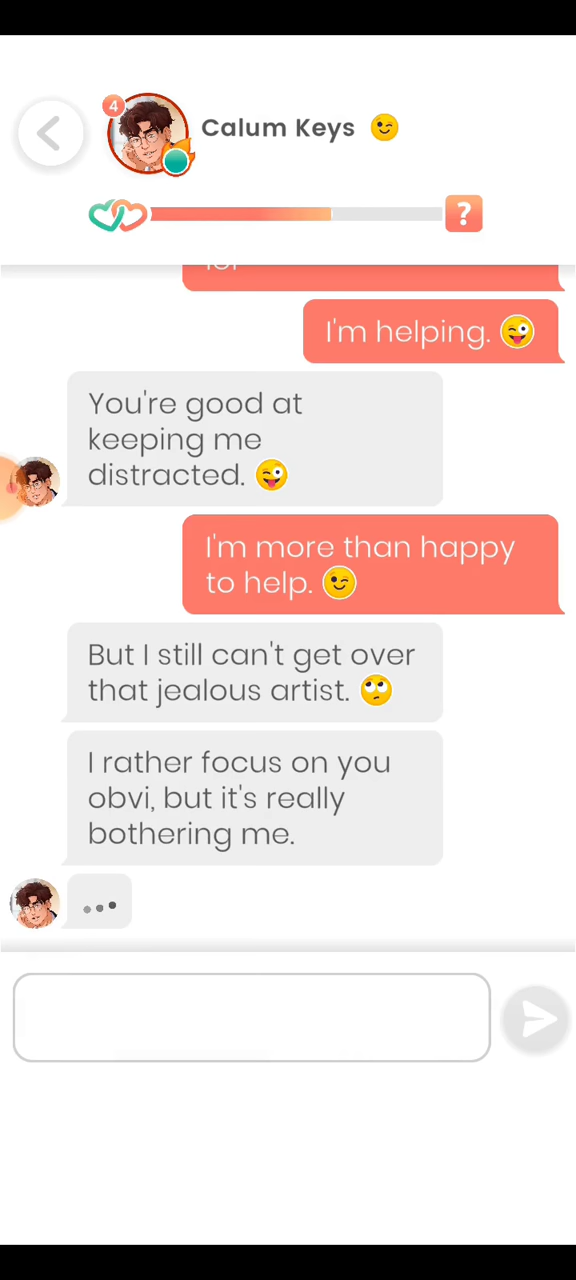 4
Calum Keys 😉
?
I'm helping. 😜
You're good at
keeping me
distracted. 😜
I'm more than happy
to help. 😉
But I still can't get over
that jealous artist. 🙄
I rather focus on you
obvi, but it's really
bothering me.
...